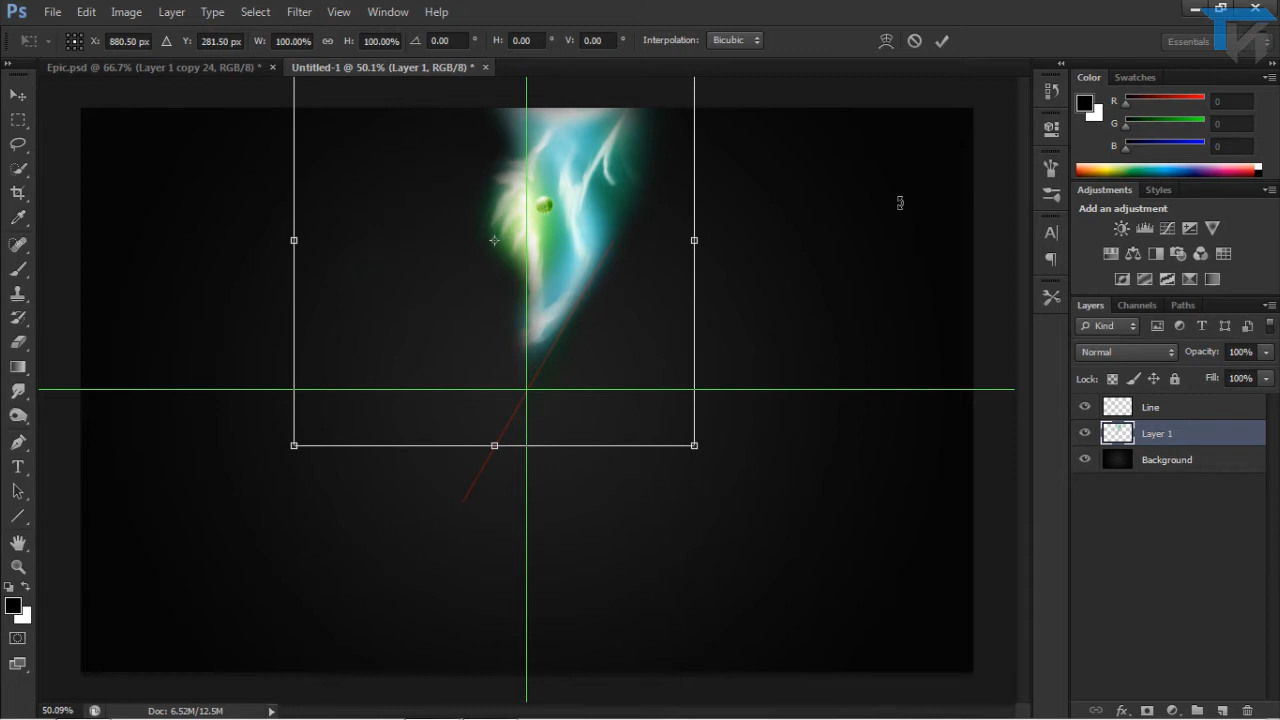 Ps File Edit Image Layer Type Select Filter View Window Help
X: 880.50 px Y: 281.50 px W: 100.00% H: 100.00% 0.00 ° H: 0.00 ° V: 0.00 ° Interpolation: Bicubic Essentials
Epic.psd @ 66.7% (Layer 1 copy 24, RGB/8) * × Untitled-1 @ 50.1% (Layer 1, RGB/8) * ×
Color Swatches
R 0
G 0
B 0
Adjustments Styles
Add an adjustment
Layers Channels Paths
Kind
Normal Opacity: 100%
Lock: Fill: 100%
Line
Layer 1
Background
50.09% Doc: 6.52M/12.5M